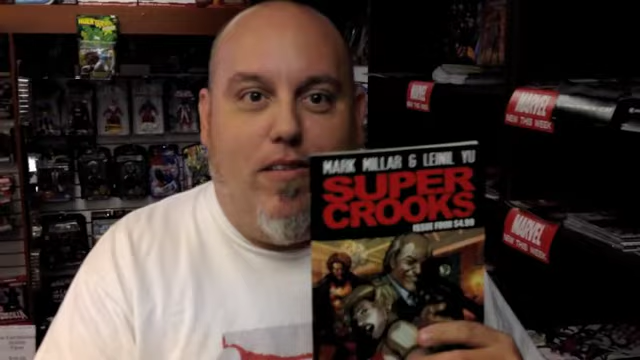 MARK MILLAR & LEINIL YU
SUPER
CROOKS
ISSUE FOUR $4.99
MARVEL
MARVEL
NEW THIS WEEK
MARVEL
NEW THIS WEEK